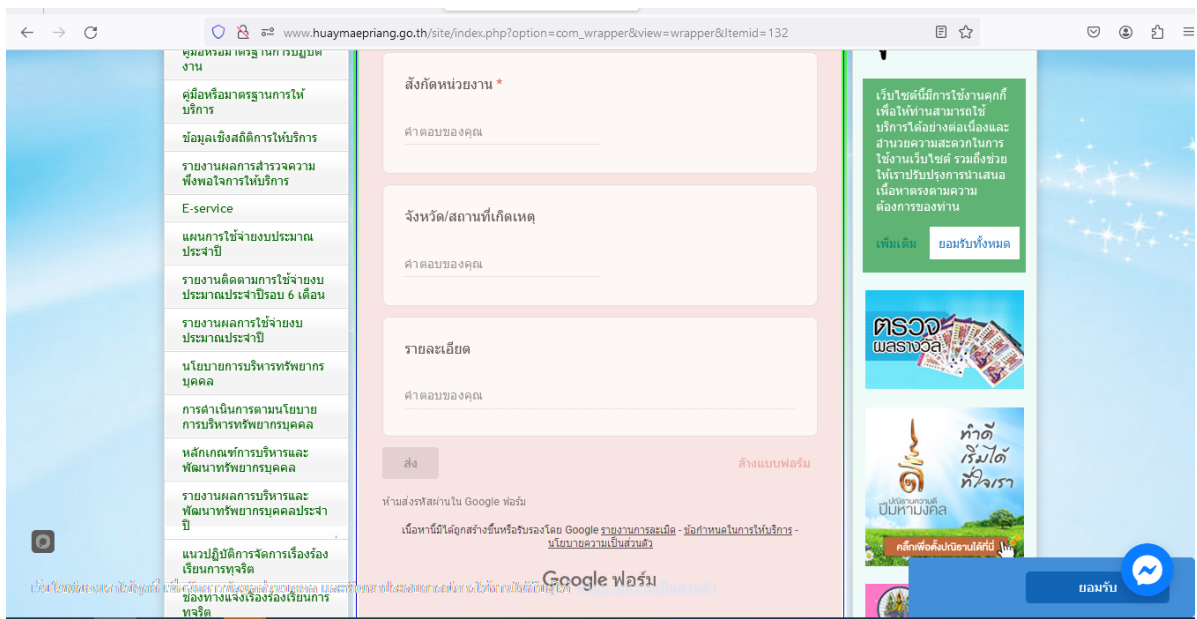 www.huaymaepriang.go.th/site/index.php?option=com_wrapper&view=wrapper&Itemid=132
คู่มือหรือมาตรฐานการปฏิบัติ
งาน
คู่มือหรือมาตรฐานการให้
บริการ
ข้อมูลเชิงสถิติการให้บริการ
รายงานผลการสำรวจความ
พึงพอใจการให้บริการ
E-service
แผนการใช้จ่ายงบประมาณ
ประจำปี
รายงานติดตามการใช้จ่ายงบ
ประมาณประจำปีรอบ 6 เดือน
รายงานผลการใช้จ่ายงบ
ประมาณประจำปี
นโยบายการบริหารทรัพยากร
บุคคล
การดำเนินการตามนโยบาย
การบริหารทรัพยากรบุคคล
หลักเกณฑ์การบริหารและ
พัฒนาทรัพยากรบุคคล
รายงานผลการบริหารและ
พัฒนาทรัพยากรบุคคลประจำ
ปี
แนวปฏิบัติการจัดการเรื่องร้อง
เรียนการทุจริต
ช่องทางแจ้งเรื่องร้องเรียนการ
ทุจริต
สังกัดหน่วยงาน *
คำตอบของคุณ
จังหวัด/สถานที่เกิดเหตุ
คำตอบของคุณ
รายละเอียด
คำตอบของคุณ
ส่ง
ล้างแบบฟอร์ม
ห้ามส่งรหัสผ่านใน Google ฟอร์ม
เนื้อหานี้มิได้ถูกสร้างขึ้นหรือรับรองโดย Google รายงานการละเมิด - ข้อกำหนดในการให้บริการ -
นโยบายความเป็นส่วนตัว
Google ฟอร์ม
เว็บไซต์นี้มีการใช้งานคุกกี้
เพื่อให้ท่านสามารถใช้
บริการได้อย่างต่อเนื่องและ
อำนวยความสะดวกในการ
ใช้งานเว็บไซต์ รวมถึงช่วย
ให้เราปรับปรุงการนำเสนอ
เนื้อหาตรงตามความ
ต้องการของท่าน
เพิ่มเติม
ยอมรับทั้งหมด
ตรวจ
ผลรางวัล
ทำดี
เริ่มได้
ที่ใจเรา
ปณิธานความดี
ปีมหามงคล
คลิ๊กเพื่อตั้งปณิธานได้ที่นี่
ยอมรับ